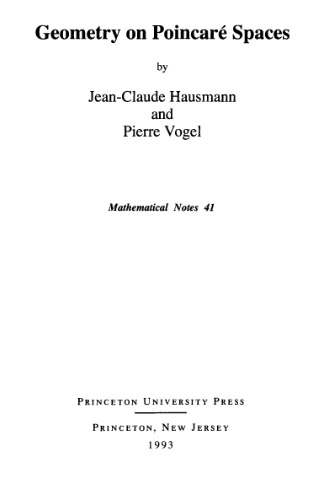 Geometry on Poincaré Spaces
by
Jean-Claude Hausmann
and
Pierre Vogel
Mathematical Notes 41
PRINCETON UNIVERSITY PRESS
PRINCETON, NEW JERSEY
1993